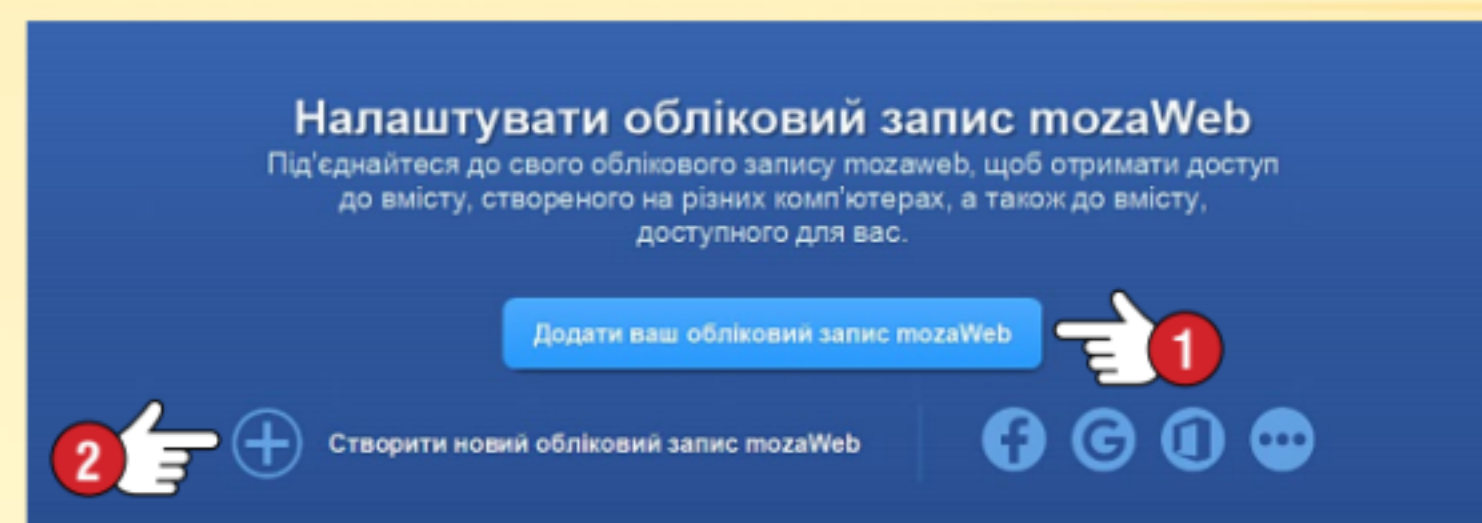 Налаштувати обліковий запис mozaWeb
Під'єднайтеся до свого облікового запису mozaweb, щоб отримати доступ
до вмісту, створеного на різних комп'ютерах, а також до вмісту,
доступного для вас.
Додати ваш обліковий запис mozaWeb
1
2
Створити новий обліковий запис mozaWeb